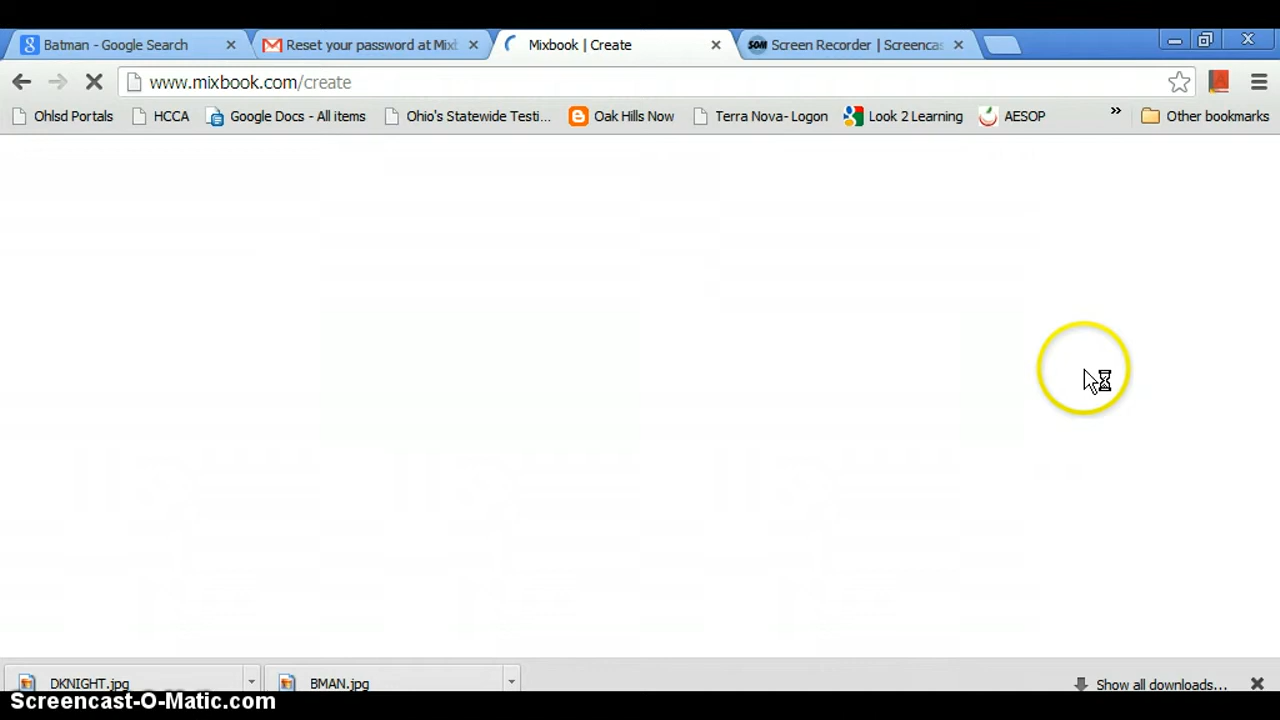 Batman - Google Search
Reset your password at Mixb
Mixbook | Create
SOM Screen Recorder | Screencas
www.mixbook.com/create
Ohlsd Portals HCCA Google Docs - All items Ohio's Statewide Testi... Oak Hills Now Terra Nova- Logon Look 2 Learning AESOP » Other bookmarks
DKNIGHT.jpg BMAN.jpg Show all downloads...
Screencast-O-Matic.com